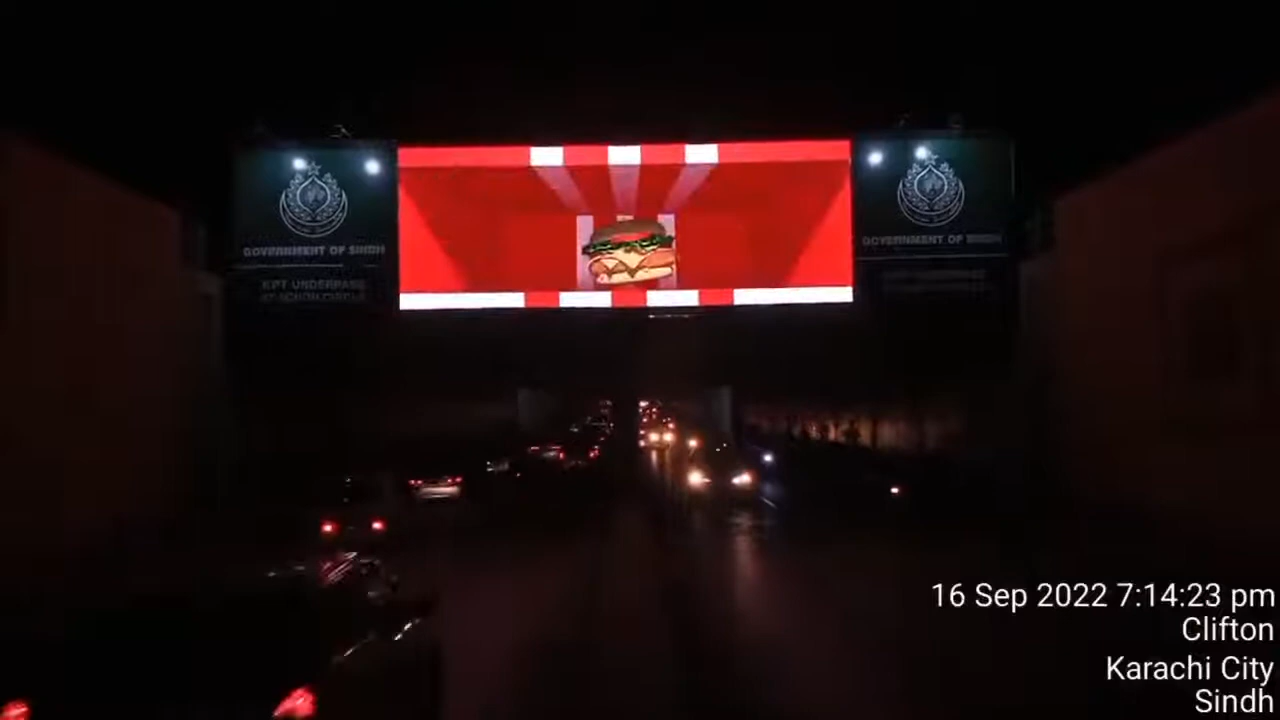 GOVERNMENT OF SINDH
KPT UNDERPASS
AT SCHON CIRCLE
GOVERNMENT OF SINDH
16 Sep 2022 7:14:23 pm
Clifton
Karachi City
Sindh